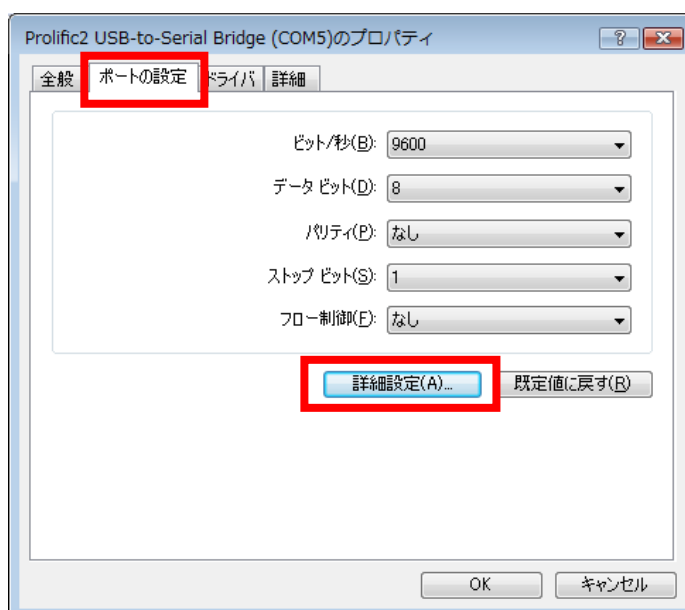 Prolific2 USB-to-Serial Bridge (COM5)のプロパティ
全般 ポートの設定 ドライバ 詳細
ビット/秒(B): 9600
データ ビット(D): 8
パリティ(P): なし
ストップ ビット(S): 1
フロー制御(F): なし
詳細設定(A)... 既定値に戻す(R)
OK キャンセル